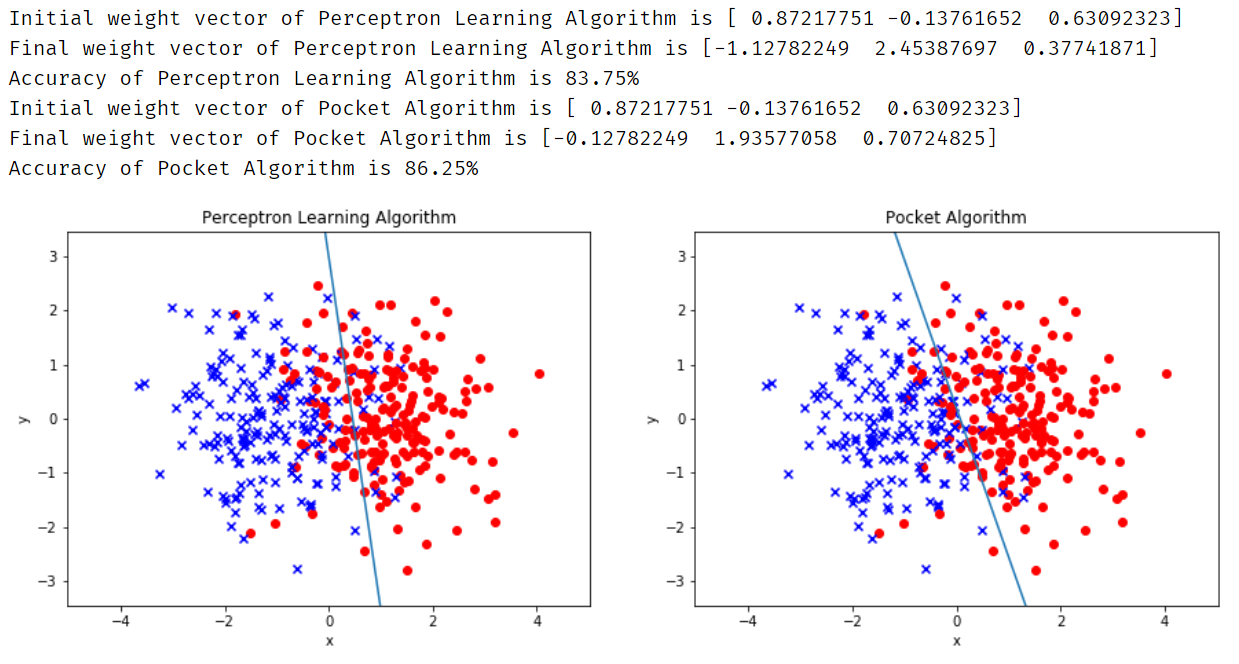 Initial weight vector of Perceptron Learning Algorithm is [ 0.87217751 -0.13761652  0.63092323]
Final weight vector of Perceptron Learning Algorithm is [-1.12782249  2.45387697  0.37741871]
Accuracy of Perceptron Learning Algorithm is 83.75%
Initial weight vector of Pocket Algorithm is [ 0.87217751 -0.13761652  0.63092323]
Final weight vector of Pocket Algorithm is [-0.12782249  1.93577058  0.70724825]
Accuracy of Pocket Algorithm is 86.25%
Perceptron Learning Algorithm
3
2
1
0
−1
−2
−3
y
−4 −2 0 2 4
x
Pocket Algorithm
3
2
1
0
−1
−2
−3
y
−4 −2 0 2 4
x